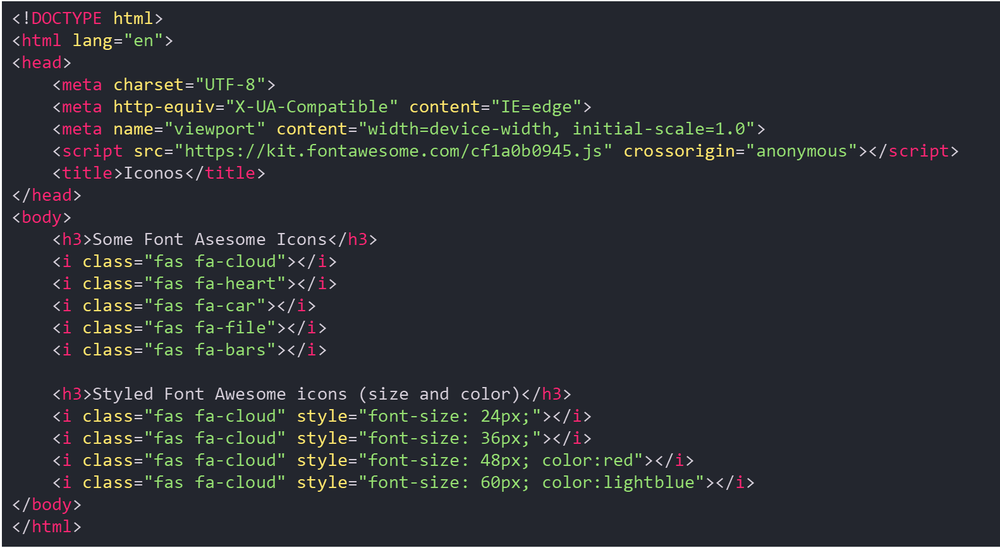 <!DOCTYPE html>
<html lang="en">
<head>
    <meta charset="UTF-8">
    <meta http-equiv="X-UA-Compatible" content="IE=edge">
    <meta name="viewport" content="width=device-width, initial-scale=1.0">
    <script src="https://kit.fontawesome.com/cf1a0b0945.js" crossorigin="anonymous"></script>
    <title>Iconos</title>
</head>
<body>
    <h3>Some Font Asesome Icons</h3>
    <i class="fas fa-cloud"></i>
    <i class="fas fa-heart"></i>
    <i class="fas fa-car"></i>
    <i class="fas fa-file"></i>
    <i class="fas fa-bars"></i>

    <h3>Styled Font Awesome icons (size and color)</h3>
    <i class="fas fa-cloud" style="font-size: 24px;"></i>
    <i class="fas fa-cloud" style="font-size: 36px;"></i>
    <i class="fas fa-cloud" style="font-size: 48px; color:red"></i>
    <i class="fas fa-cloud" style="font-size: 60px; color:lightblue"></i>
</body>
</html>